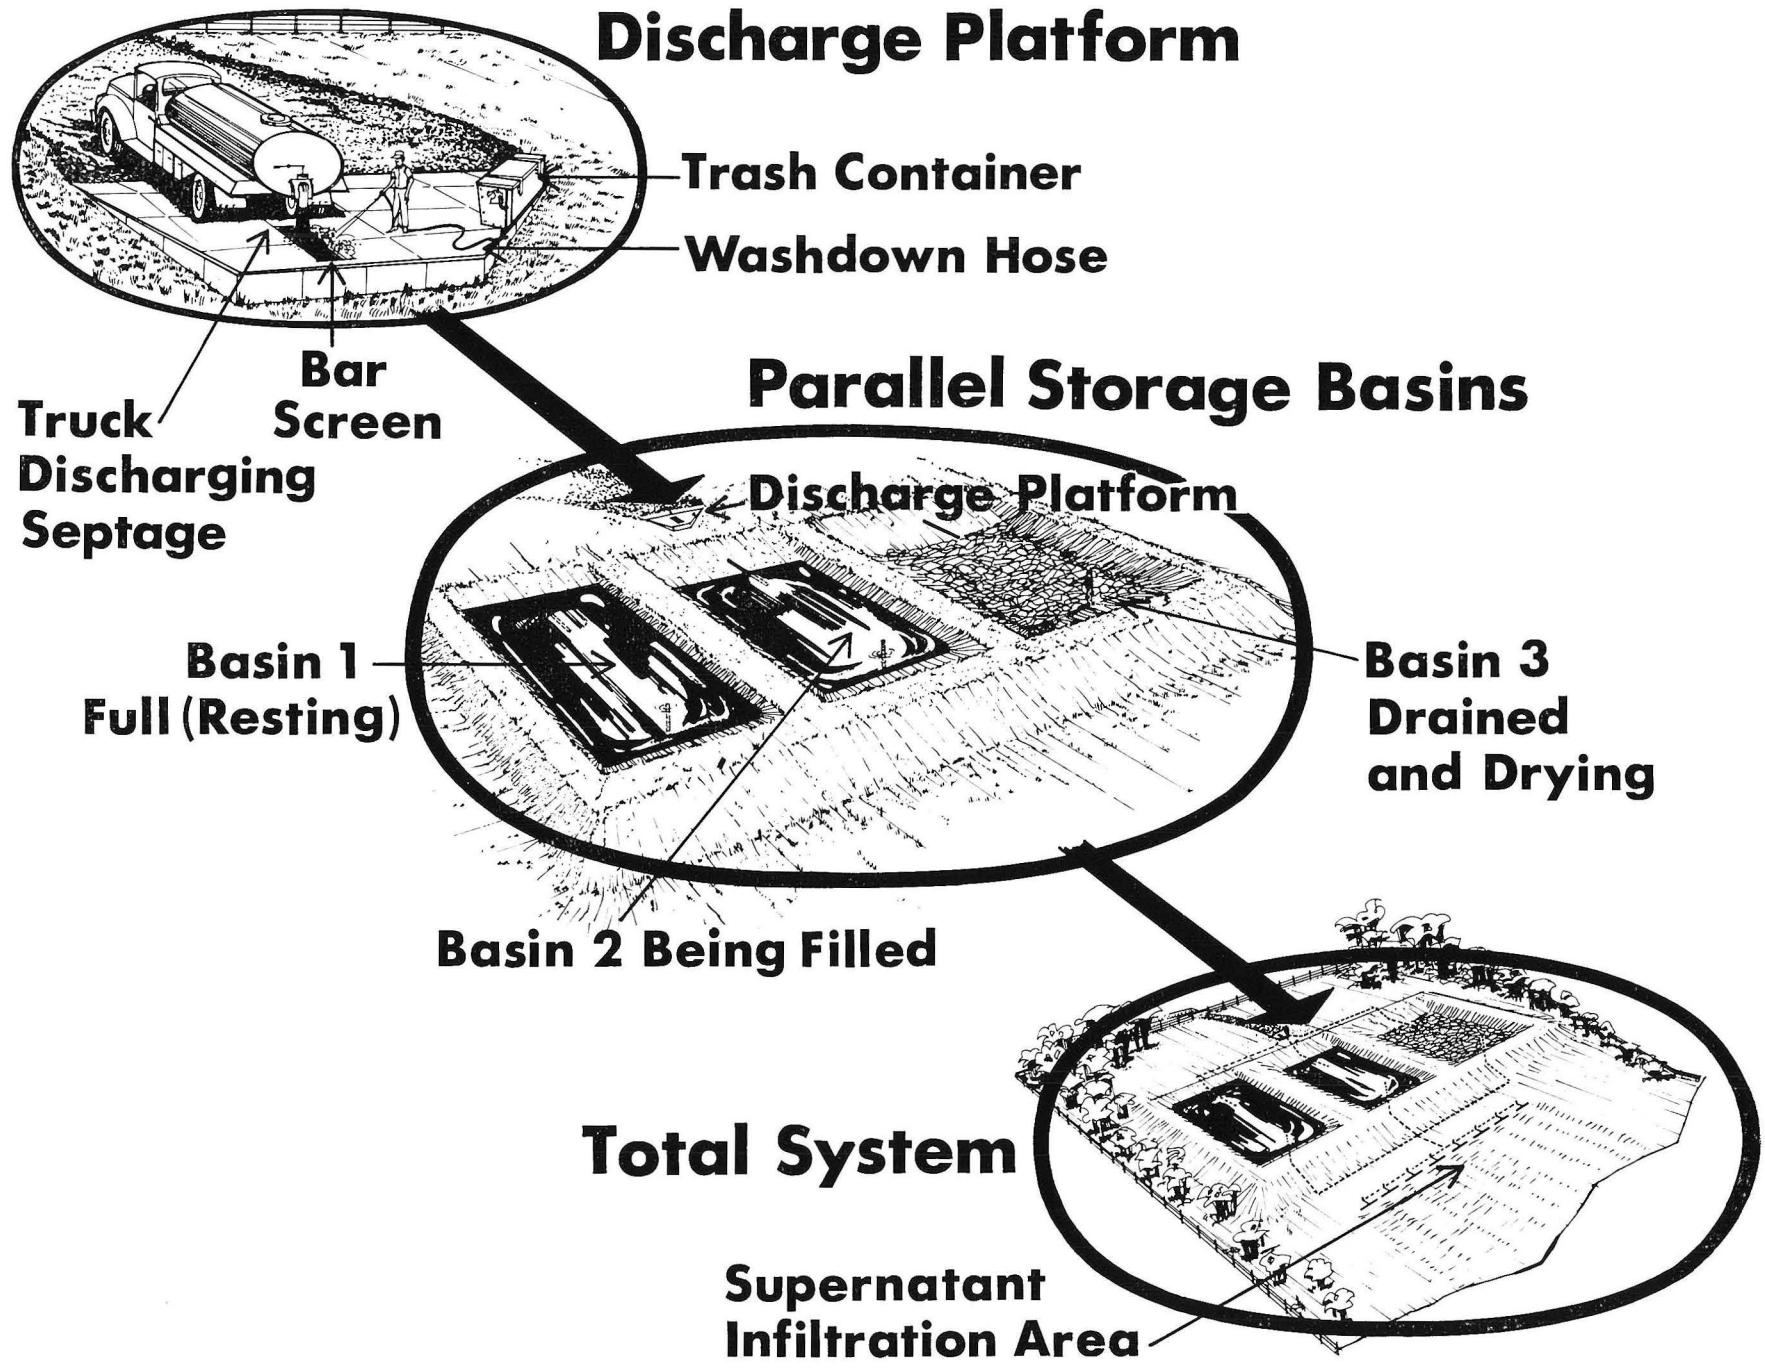 Discharge Platform
Trash Container
Washdown Hose
Bar
Screen
Truck
Discharging
Septage
Parallel Storage Basins
Discharge Platform
Basin 1
Full (Resting)
Basin 3
Drained
and Drying
Basin 2 Being Filled
Total System
Supernatant
Infiltration Area